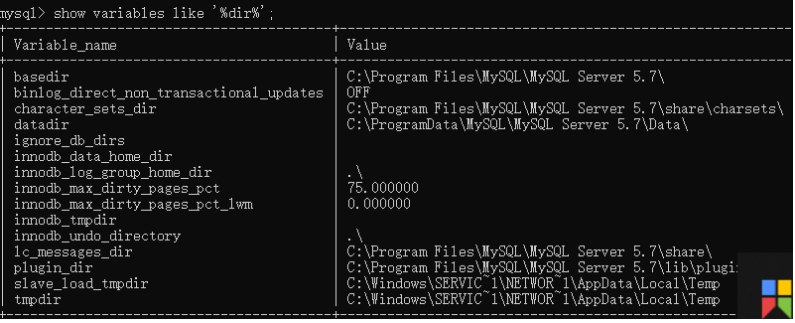 mysql> show variables like '%dir%';
Variable_name | Value
basedir | C:\Program Files\MySQL\MySQL Server 5.7\
binlog_direct_non_transactional_updates | OFF
character_sets_dir | C:\Program Files\MySQL\MySQL Server 5.7\share\charsets\
datadir | C:\ProgramData\MySQL\MySQL Server 5.7\Data\
ignore_db_dirs |
innodb_data_home_dir |
innodb_log_group_home_dir | .\
innodb_max_dirty_pages_pct | 75.000000
innodb_max_dirty_pages_pct_lwm | 0.000000
innodb_tmpdir |
innodb_undo_directory | .\
lc_messages_dir | C:\Program Files\MySQL\MySQL Server 5.7\share\
plugin_dir | C:\Program Files\MySQL\MySQL Server 5.7\lib\plugi
slave_load_tmpdir | C:\Windows\SERVIC~1\NETWOR~1\AppData\Local\Temp
tmpdir | C:\Windows\SERVIC~1\NETWOR~1\AppData\Local\Temp